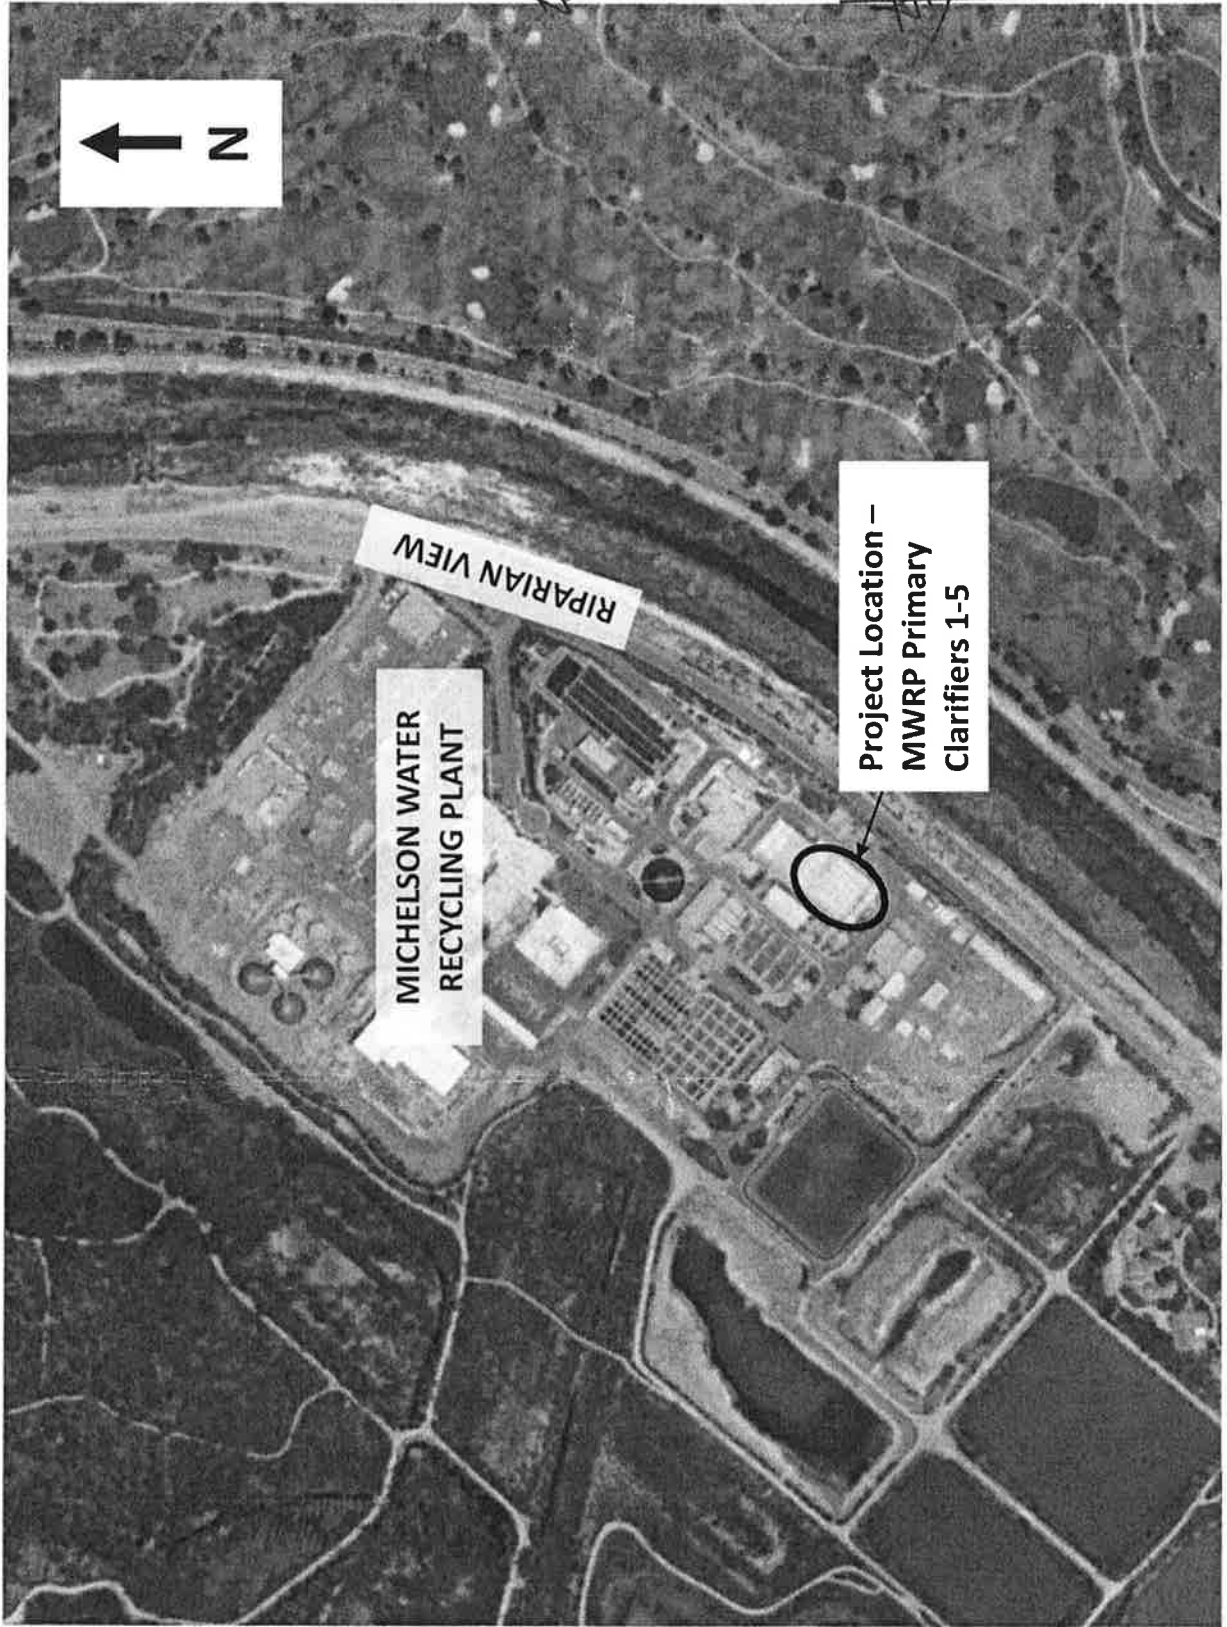 N
RIPARIAN VIEW
MICHELSON WATER
RECYCLING PLANT
Project Location –
MWRP Primary
Clarifiers 1-5